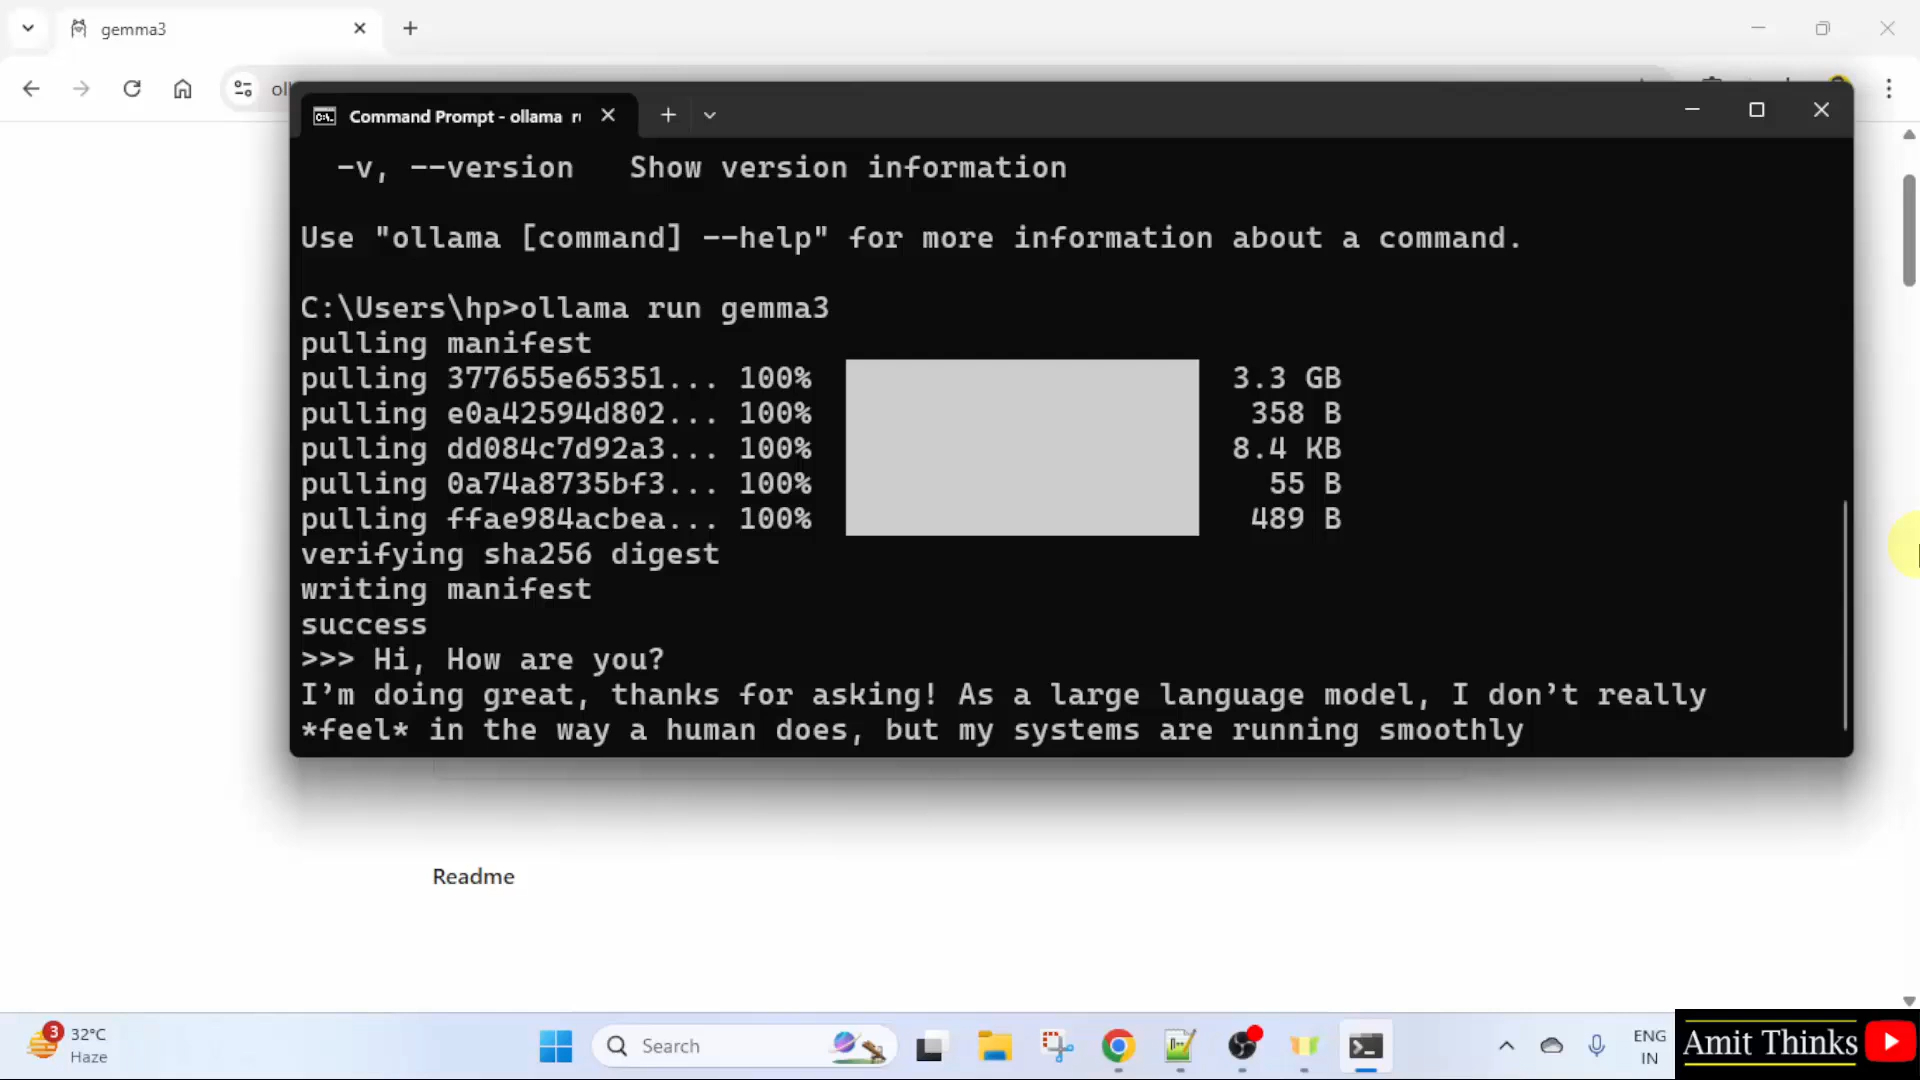 gemma3
oll
Command Prompt - ollama r
-v, --version   Show version information
Use "ollama [command] --help" for more information about a command.
C:\Users\hp>ollama run gemma3
pulling manifest
pulling 377655e65351... 100% 3.3 GB
pulling e0a42594d802... 100% 358 B
pulling dd084c7d92a3... 100% 8.4 KB
pulling 0a74a8735bf3... 100% 55 B
pulling ffae984acbea... 100% 489 B
verifying sha256 digest
writing manifest
success
>>> Hi, How are you?
I’m doing great, thanks for asking! As a large language model, I don’t really
*feel* in the way a human does, but my systems are running smoothly
Readme
3
32°C
Haze
Search
ENG
IN
Amit Thinks